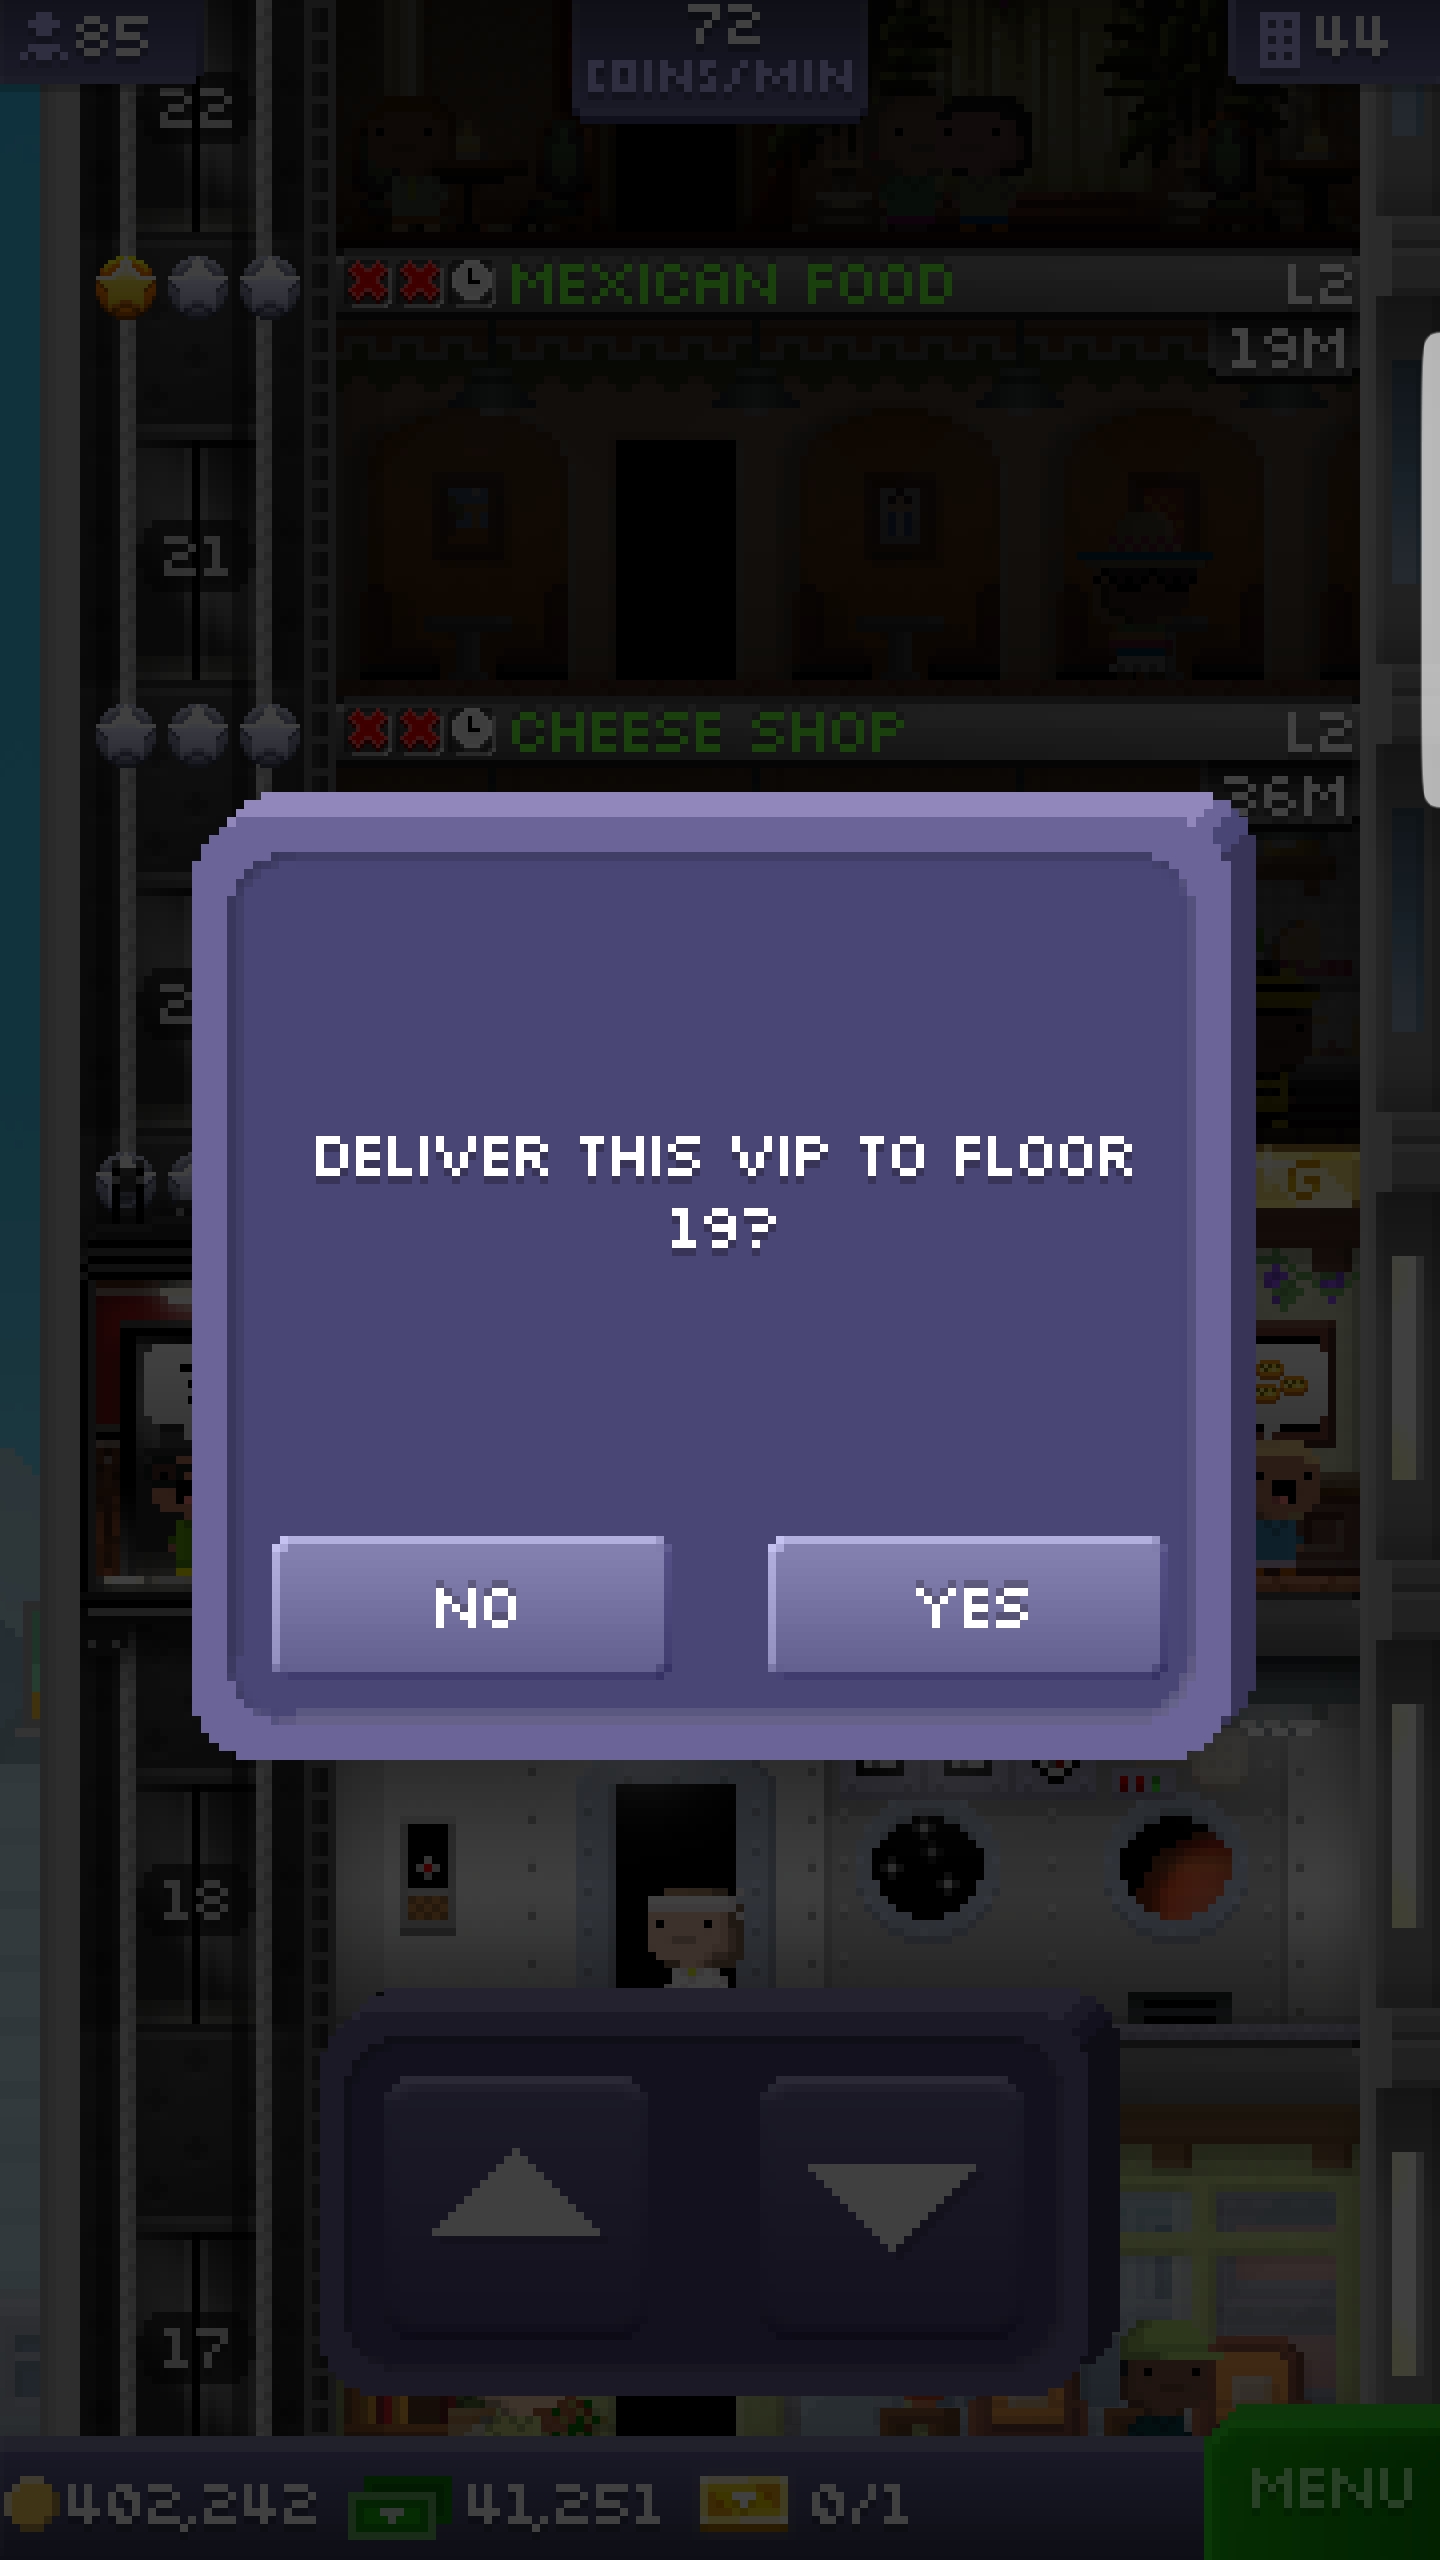 85
72
COINS/MIN
44
22
MEXICAN FOOD
L2
19M
21
CHEESE SHOP
L2
36M
DELIVER THIS VIP TO FLOOR
19?
G
NO
YES
18
17
402,242
41,251
0/1
MENU